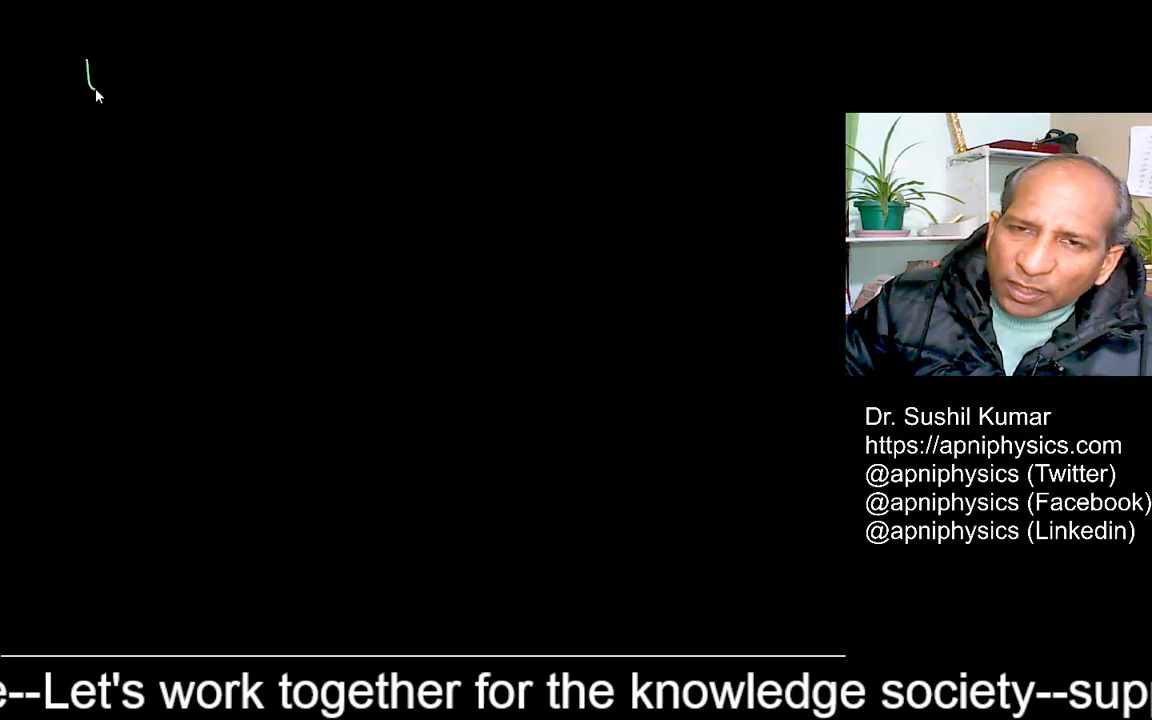 Dr. Sushil Kumar
https://apniphysics.com
@apniphysics (Twitter)
@apniphysics (Facebook)
@apniphysics (Linkedin)
e--Let's work together for the knowledge society--supp